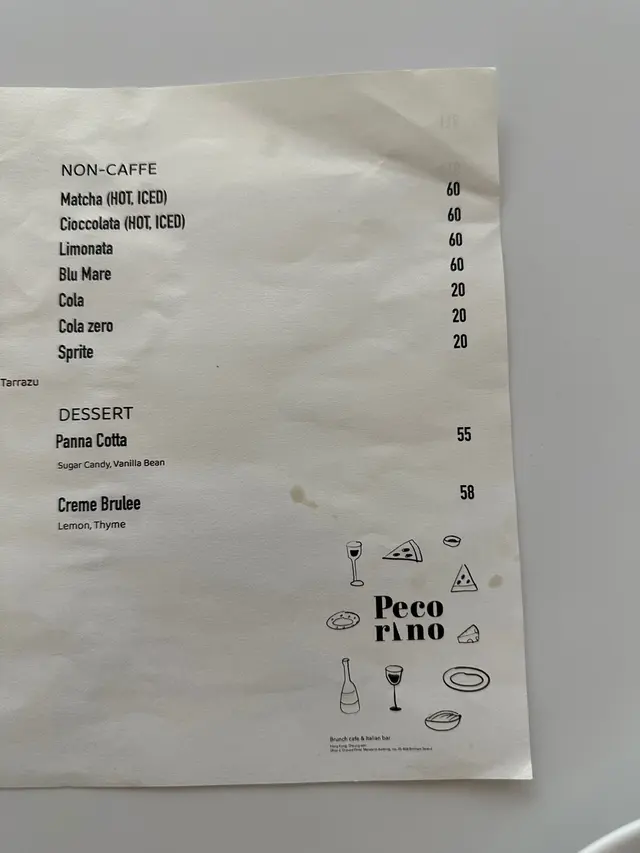 NON-CAFFE
Matcha (HOT, ICED) 60
Cioccolata (HOT, ICED) 60
Limonata 60
Blu Mare 60
Cola 20
Cola zero 20
Sprite 20
Tarrazu
DESSERT
Panna Cotta 55
Sugar Candy, Vanilla Bean
Creme Brulee 58
Lemon, Thyme
Peco
rino
Brunch cafe & Italian bar